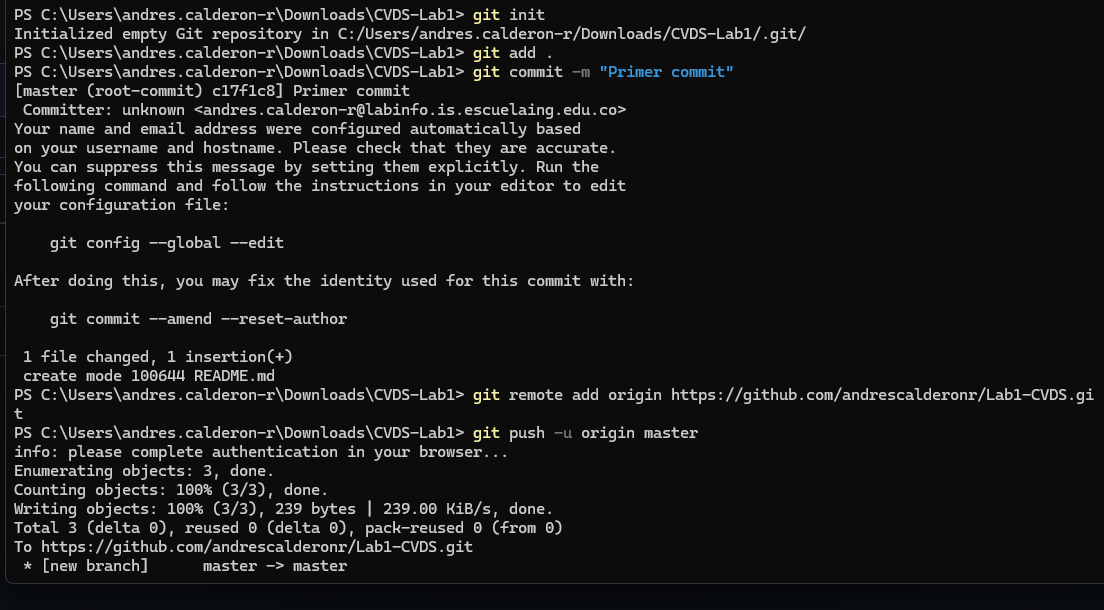 PS C:\Users\andres.calderon-r\Downloads\CVDS-Lab1> git init
Initialized empty Git repository in C:/Users/andres.calderon-r/Downloads/CVDS-Lab1/.git/
PS C:\Users\andres.calderon-r\Downloads\CVDS-Lab1> git add .
PS C:\Users\andres.calderon-r\Downloads\CVDS-Lab1> git commit -m "Primer commit"
[master (root-commit) c17f1c8] Primer commit
 Committer: unknown <andres.calderon-r@labinfo.is.escuelaing.edu.co>
Your name and email address were configured automatically based
on your username and hostname. Please check that they are accurate.
You can suppress this message by setting them explicitly. Run the
following command and follow the instructions in your editor to edit
your configuration file:

    git config --global --edit

After doing this, you may fix the identity used for this commit with:

    git commit --amend --reset-author

 1 file changed, 1 insertion(+)
 create mode 100644 README.md
PS C:\Users\andres.calderon-r\Downloads\CVDS-Lab1> git remote add origin https://github.com/andrescalderonr/Lab1-CVDS.gi
t
PS C:\Users\andres.calderon-r\Downloads\CVDS-Lab1> git push -u origin master
info: please complete authentication in your browser...
Enumerating objects: 3, done.
Counting objects: 100% (3/3), done.
Writing objects: 100% (3/3), 239 bytes | 239.00 KiB/s, done.
Total 3 (delta 0), reused 0 (delta 0), pack-reused 0 (from 0)
To https://github.com/andrescalderonr/Lab1-CVDS.git
 * [new branch]      master -> master